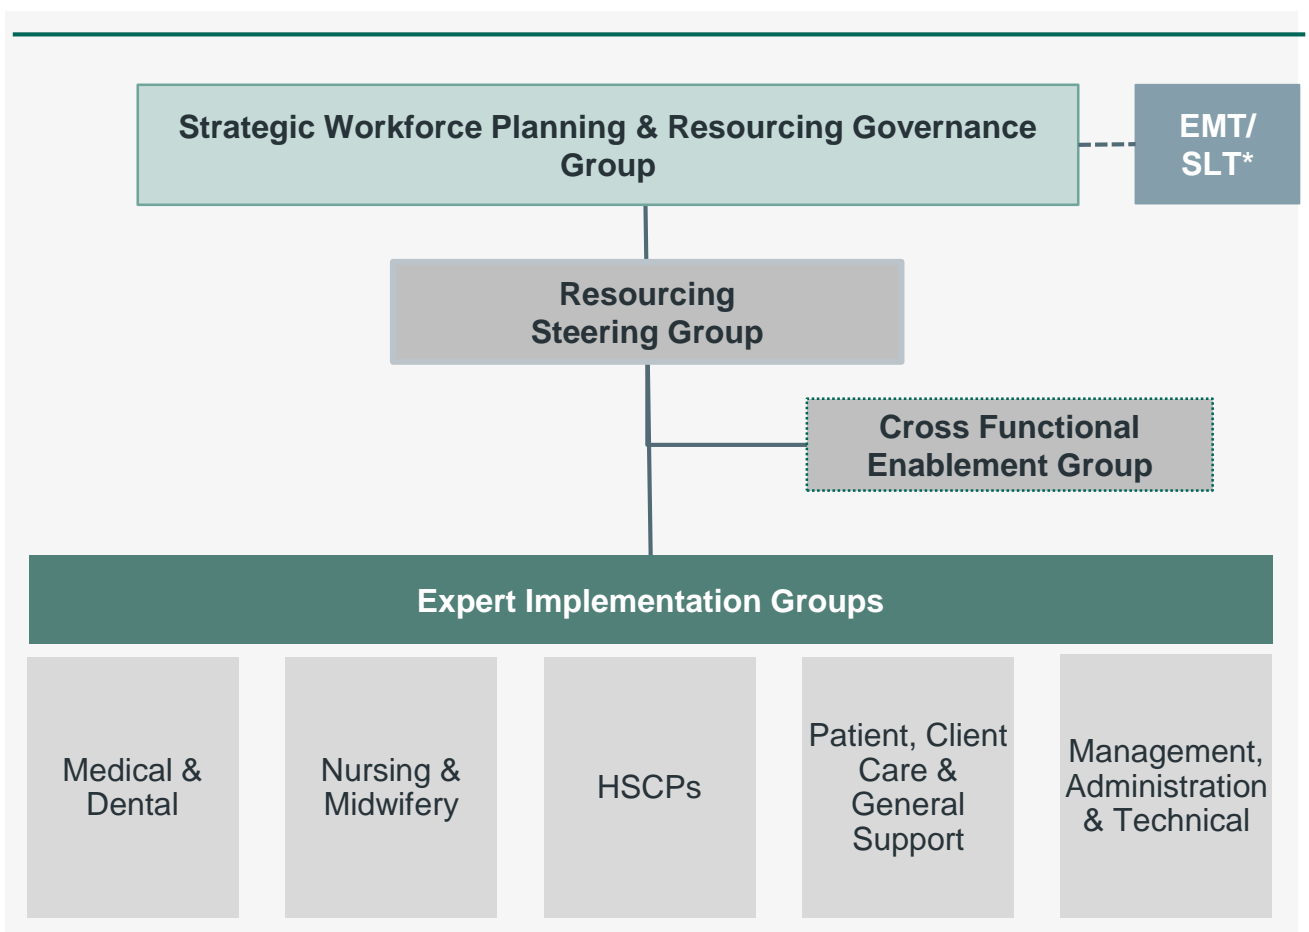 Strategic Workforce Planning & Resourcing Governance
Group
EMT/
SLT*
Resourcing
Steering Group
Cross Functional
Enablement Group
Expert Implementation Groups
Medical &
Dental
Nursing &
Midwifery
HSCPs
Patient, Client
Care &
General
Support
Management,
Administration
& Technical